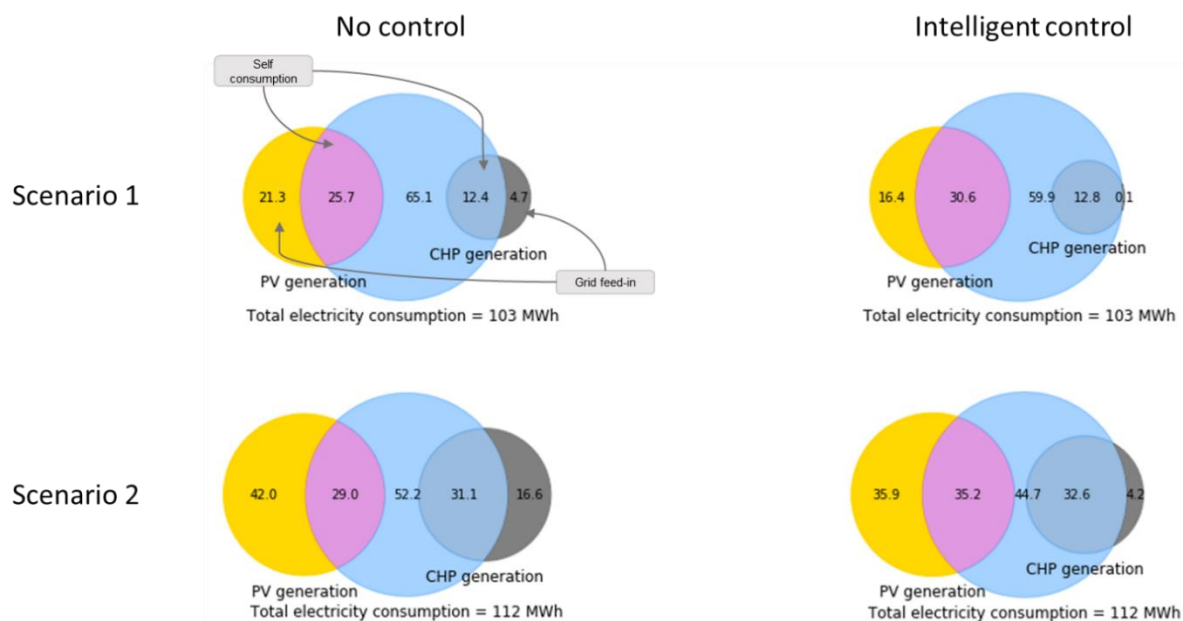 No control
Intelligent control
Self
consumption
Scenario 1
21.3
25.7
65.1
12.4
4.7
CHP generation
PV generation
Grid feed-in
Total electricity consumption = 103 MWh
16.4
30.6
59.9
12.8
0.1
CHP generation
PV generation
Total electricity consumption = 103 MWh
Scenario 2
42.0
29.0
52.2
31.1
16.6
CHP generation
PV generation
Total electricity consumption = 112 MWh
35.9
35.2
44.7
32.6
4.2
CHP generation
PV generation
Total electricity consumption = 112 MWh